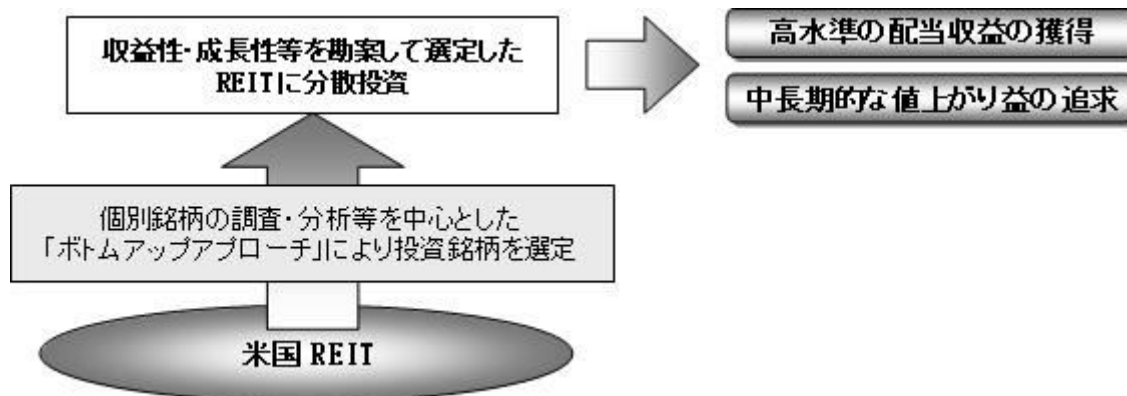 収益性・成長性等を勘案して選定した
REITに分散投資
高水準の配当収益の獲得
中長期的な値上がり益の追求
個別銘柄の調査・分析等を中心とした
「ボトムアップアプローチ」により投資銘柄を選定
米国 REIT